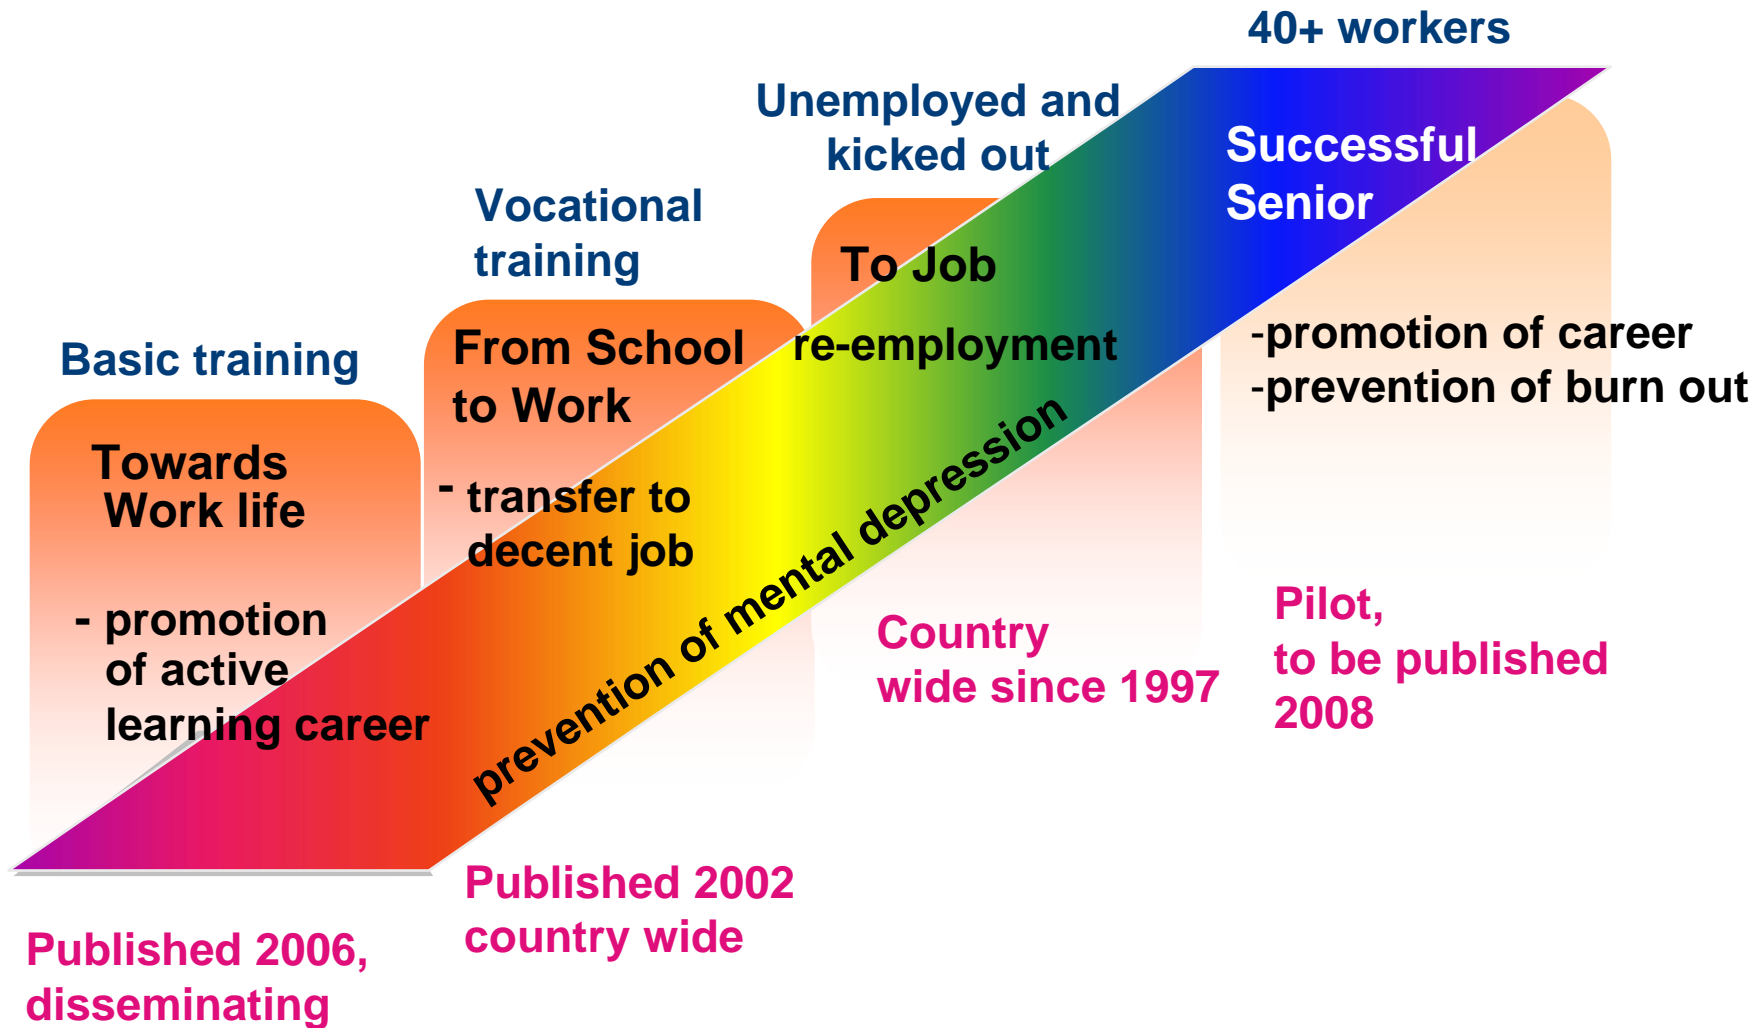 40+ workers
Unemployed and
kicked out
Successful
Senior
Vocational
training
To Job
re-employment
-promotion of career
-prevention of burn out
From School
to Work
Basic training
Towards
Work life
- transfer to
decent job
prevention of mental depression
- promotion
of active
learning career
Country
wide since 1997
Pilot,
to be published
2008
Published 2002
country wide
Published 2006,
disseminating